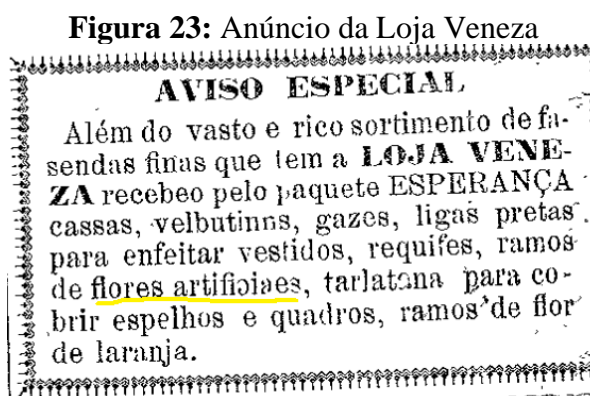 Figura 23: Anúncio da Loja Veneza
AVISO ESPECIAL
Além do vasto e rico sortimento de fa-
sendas finas que tem a LOJA VENE-
ZA recebeo pelo paquete ESPERANÇA
cassas, velbutinas, gazes, ligas pretas
para enfeitar vestidos, requifes, ramos
de flores artificiaes, tarlatana para co-
brir espelhos e quadros, ramos de flor
de laranja.